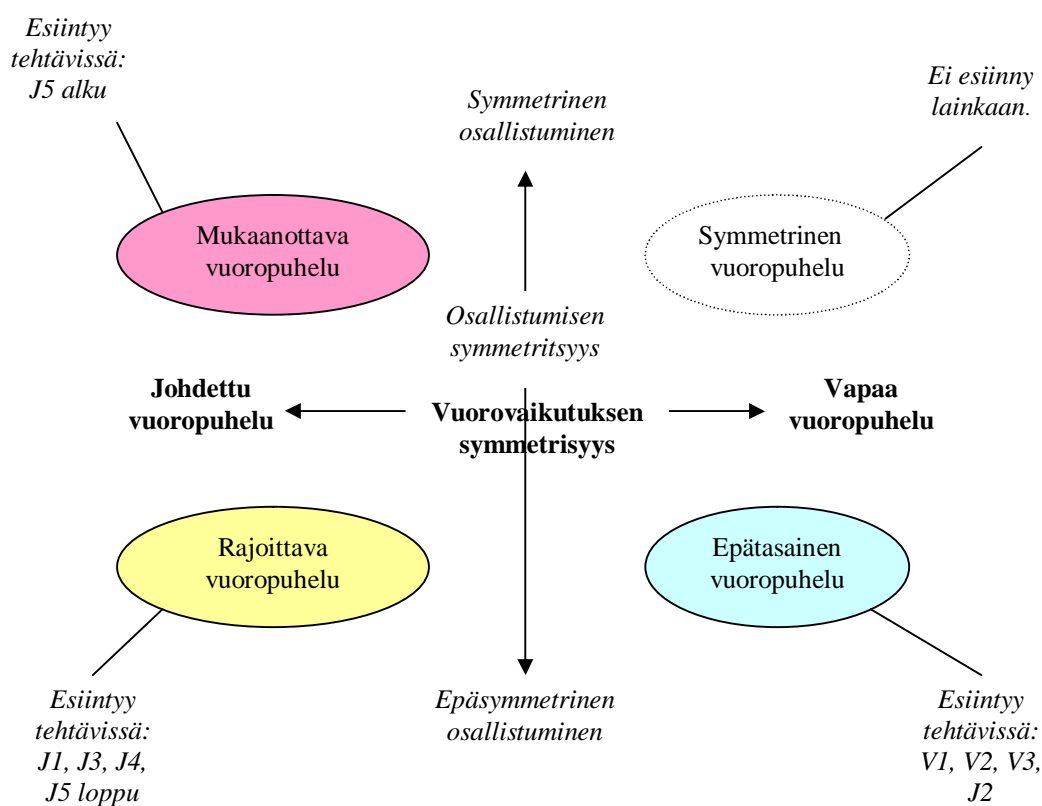 Esiintyy
tehtävissä:
J5 alku
Ei esiinny
lainkaan.
Symmetrinen
osallistuminen
Mukaanottava
vuoropuhelu
Symmetrinen
vuoropuhelu
Osallistumisen
symmetritsyys
Johdettu
vuoropuhelu
Vuorovaikutuksen
symmetrisyys
Vapaa
vuoropuhelu
Rajoittava
vuoropuhelu
Epätasainen
vuoropuhelu
Esiintyy
tehtävissä:
J1, J3, J4,
J5 loppu
Epäsymmetrinen
osallistuminen
Esiintyy
tehtävissä:
V1, V2, V3,
J2